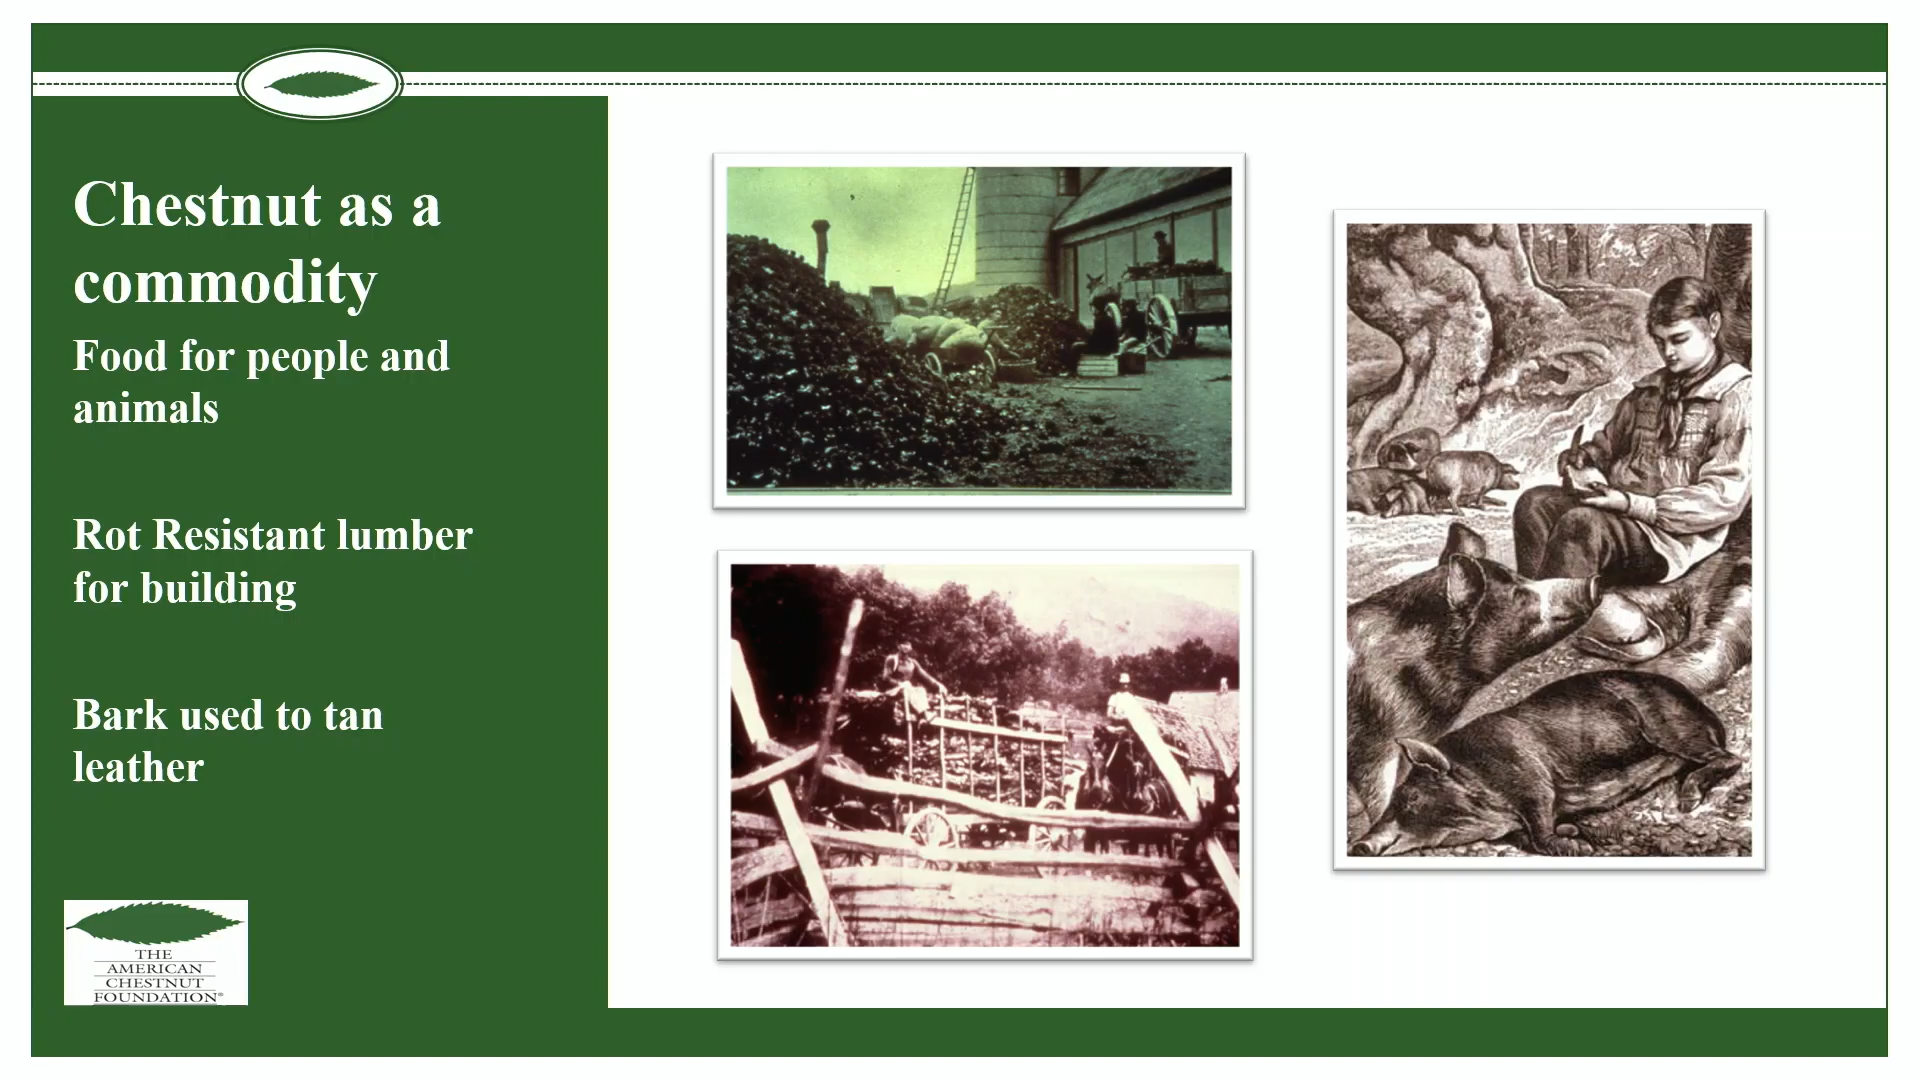 Chestnut as a
commodity
Food for people and
animals
Rot Resistant lumber
for building
Bark used to tan
leather
THE
AMERICAN
CHESTNUT
FOUNDATION®